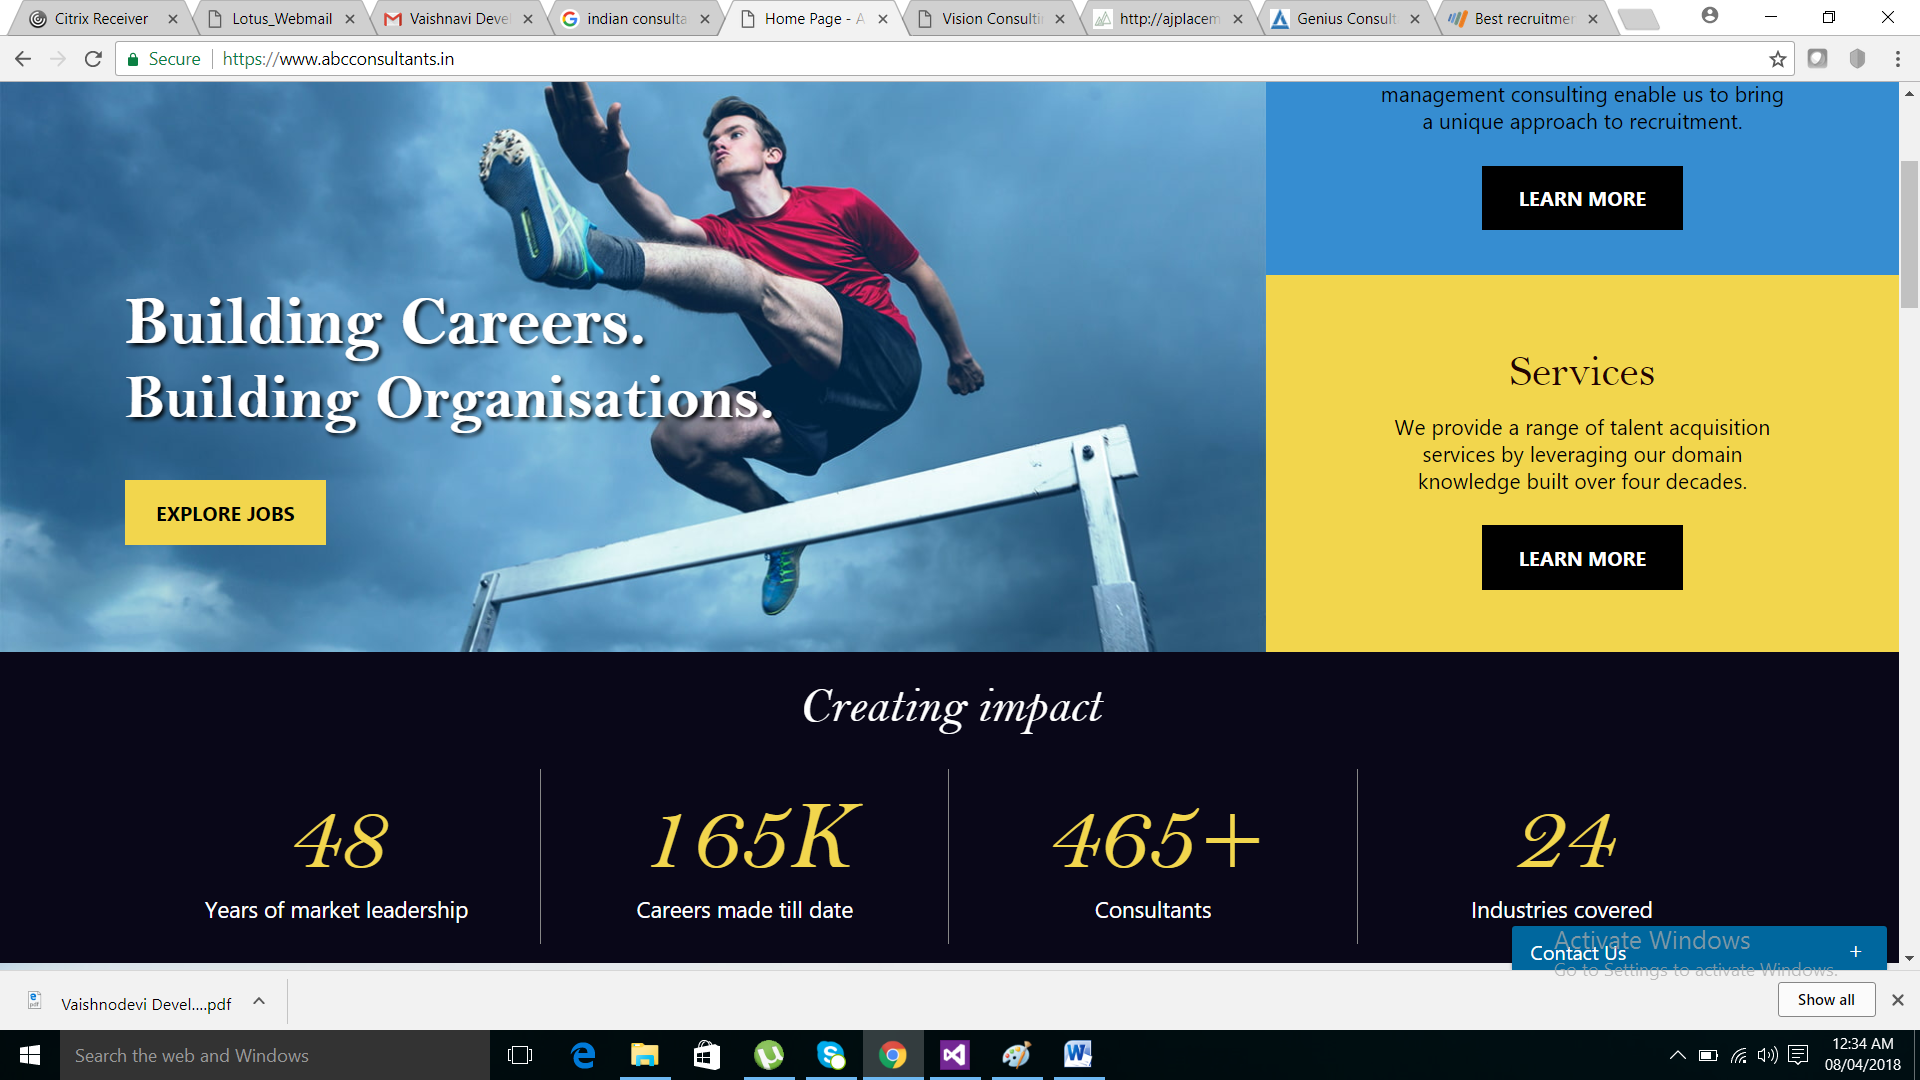 Citrix Receiver
Lotus_Webmail
Vaishnavi Deve
indian consulta
Home Page - A
Vision Consulti
http://ajplacem
Genius Consult
Best recruitmen
Secure
https://www.abcconsultants.in
management consulting enable us to bring
a unique approach to recruitment.
LEARN MORE
Building Careers.
Building Organisations.
EXPLORE JOBS
Services
We provide a range of talent acquisition
services by leveraging our domain
knowledge built over four decades.
LEARN MORE
Creating impact
48
Years of market leadership
165K
Careers made till date
465+
Consultants
24
Industries covered
Contact Us
+
Activate Windows
Go to Settings to activate Windows.
Vaishnodevi Devel....pdf
Show all
Search the web and Windows
12:34 AM
08/04/2018